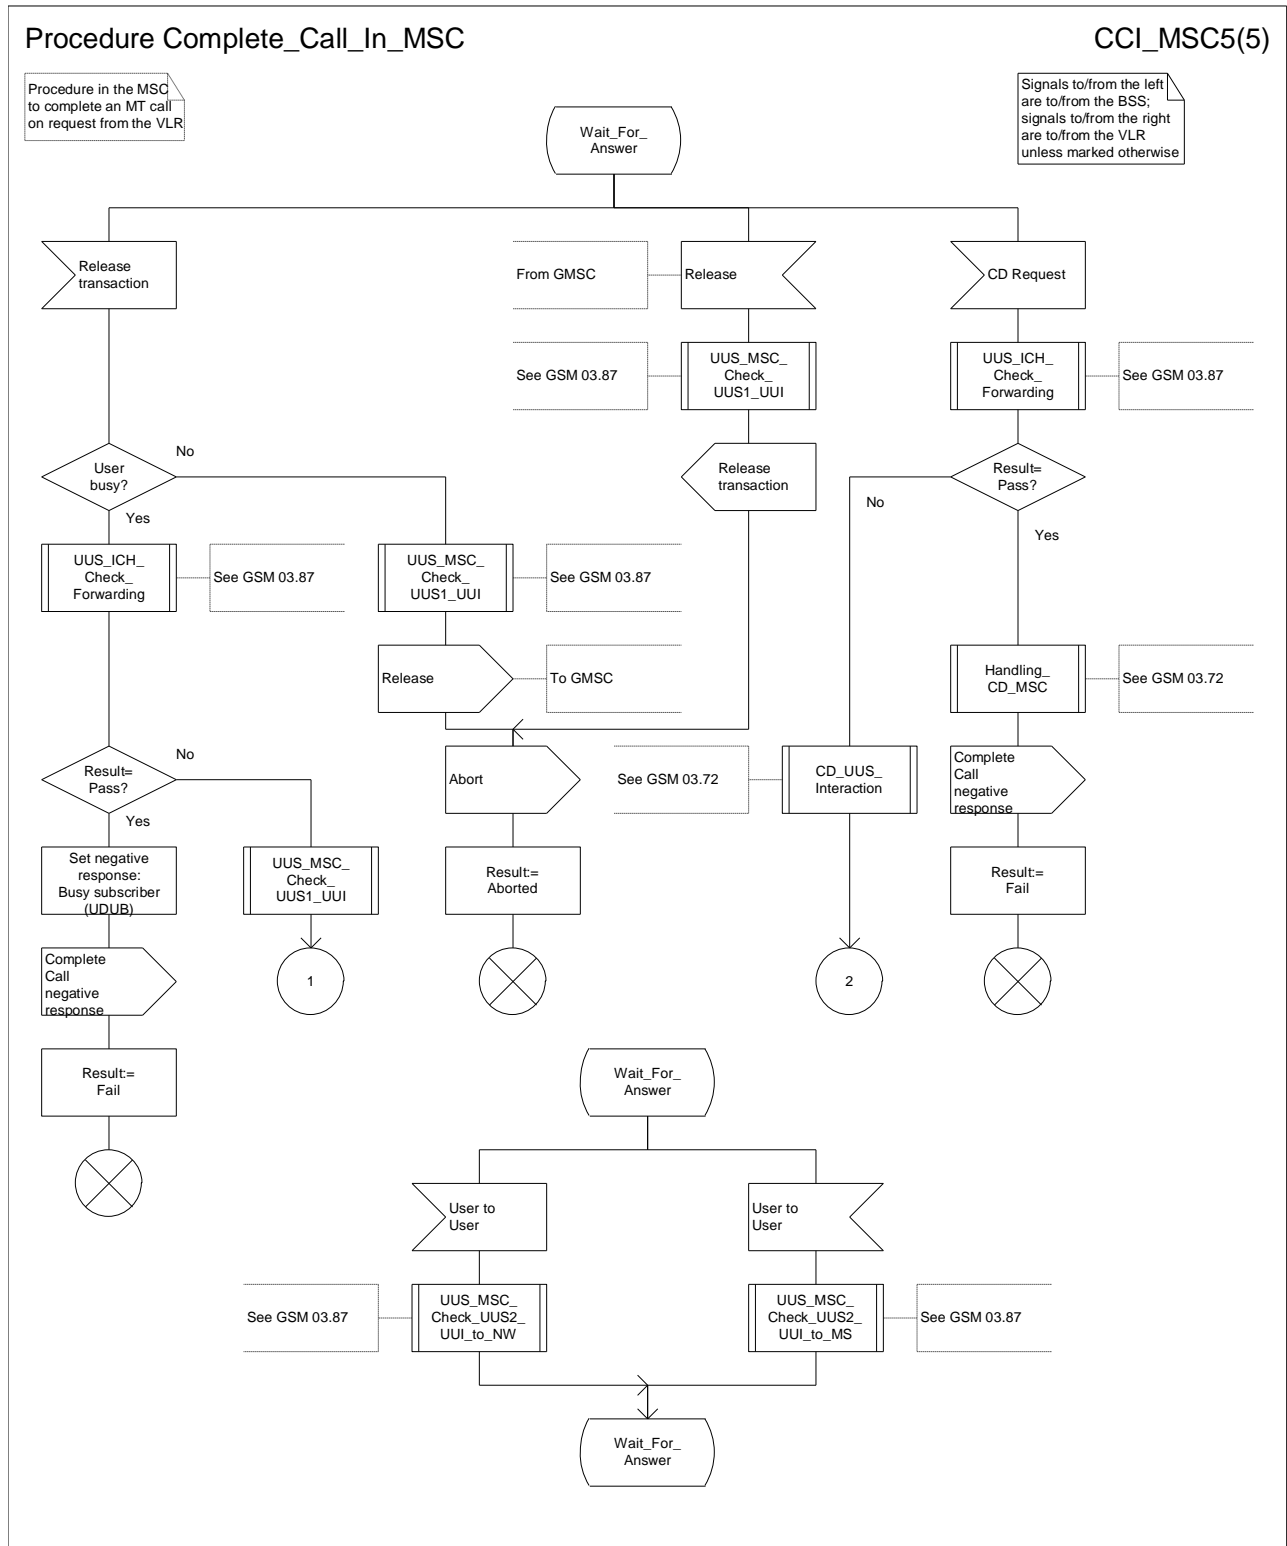 Procedure Complete_Call_In_MSC
CCI_MSC5(5)
Procedure in the MSC
to complete an MT call
on request from the VLR
Signals to/from the left
are to/from the BSS;
signals to/from the right
are to/from the VLR
unless marked otherwise
Wait_For_
Answer
Release
transaction
From GMSC
Release
CD Request
See GSM 03.87
UUS_MSC_
Check_
UUS1_UUI
UUS_ICH_
Check_
Forwarding
See GSM 03.87
User
busy?
No
Yes
Release
transaction
Result=
Pass?
No
Yes
UUS_ICH_
Check_
Forwarding
See GSM 03.87
UUS_MSC_
Check_
UUS1_UUI
See GSM 03.87
Release
To GMSC
Handling_
CD_MSC
See GSM 03.72
Result=
Pass?
No
Yes
Abort
See GSM 03.72
CD_UUS_
Interaction
Complete
Call
negative
response
Set negative
response:
Busy subscriber
(UDUB)
UUS_MSC_
Check_
UUS1_UUI
Result:=
Aborted
Result:=
Fail
Complete
Call
negative
response
1
2
Result:=
Fail
Wait_For_
Answer
User to
User
User to
User
See GSM 03.87
UUS_MSC_
Check_UUS2_
UUI_to_NW
UUS_MSC_
Check_UUS2_
UUI_to_MS
See GSM 03.87
Wait_For_
Answer